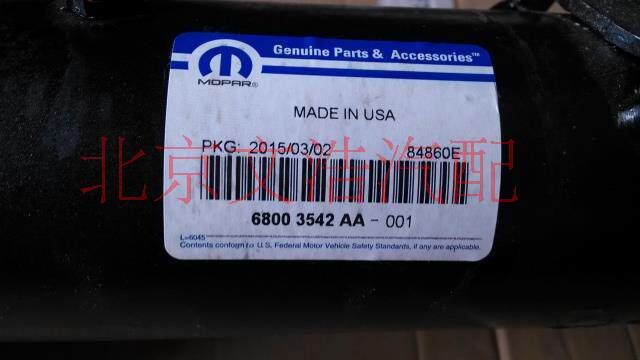 Genuine Parts & Accessories™
MOPAR®
MADE IN USA
PKG: 2015/03/02 84860E
北京文浩汽配
6800 3542 AA - 001
L=6045
Contents conform to U.S. Federal Motor Vehicle Safety Standards, if any are applicable.